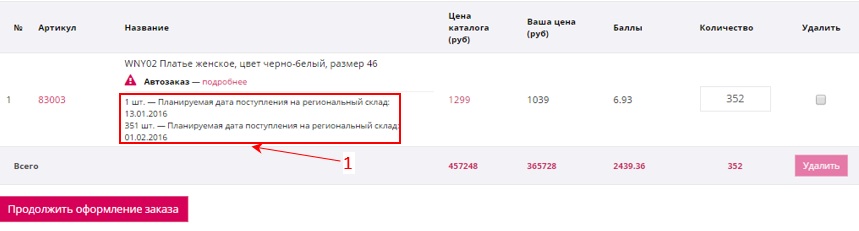 № Артикул Название Цена каталога (руб) Ваша цена (руб) Баллы Количество Удалить
WNY02 Платье женское, цвет черно-белый, размер 46
Автозаказ — подробнее
1 83003 1299 1039 6.93 352
1 шт. — Планируемая дата поступления на региональный склад:
13.01.2016
351 шт. — Планируемая дата поступления на региональный склад:
01.02.2016
1
Всего 457248 365728 2439.36 352 Удалить
Продолжить оформление заказа